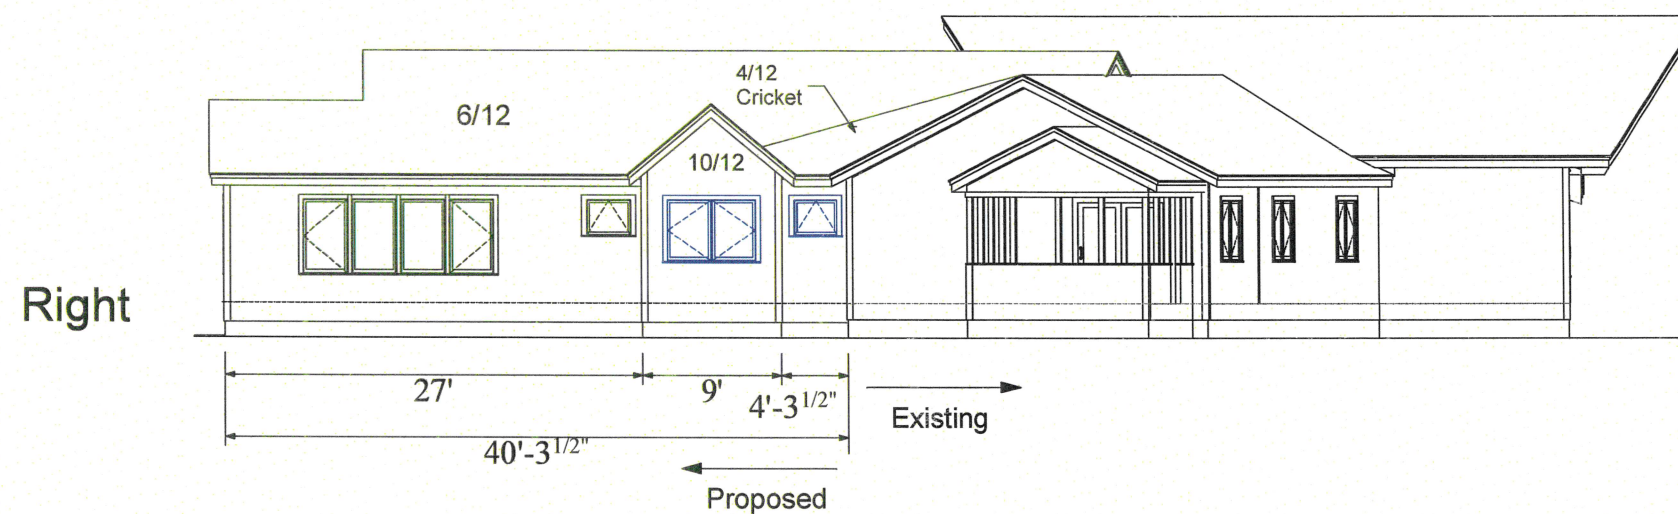 4/12
Cricket
6/12
10/12
Right
27'
9'
4'-3 1/2"
Existing
40'-3 1/2"
Proposed